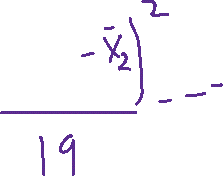 - x̄₂)² - - -
19